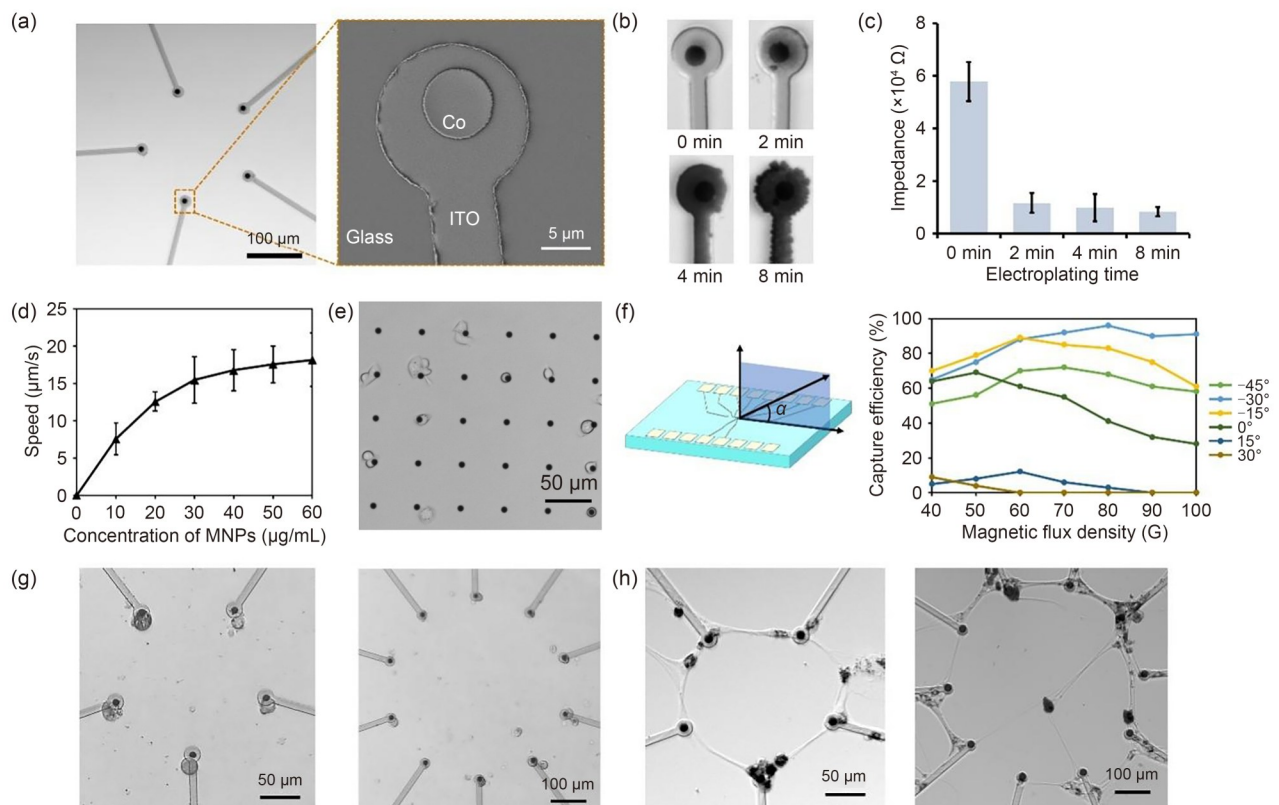 (a)
Co
ITO
Glass
100 µm
5 µm
(b)
0 min
2 min
4 min
8 min
(c)
Impedance (×10⁴ Ω)
8
6
4
2
0
0 min
2 min
4 min
8 min
Electroplating time
(d)
Speed (µm/s)
25
20
15
10
5
0
0
10
20
30
40
50
60
Concentration of MNPs (µg/mL)
(e)
50 µm
(f)
α
Capture efficiency (%)
100
80
60
40
20
0
40
50
60
70
80
90
100
Magnetic flux density (G)
−45°
−30°
−15°
0°
15°
30°
(g)
50 µm
100 µm
(h)
50 µm
100 µm